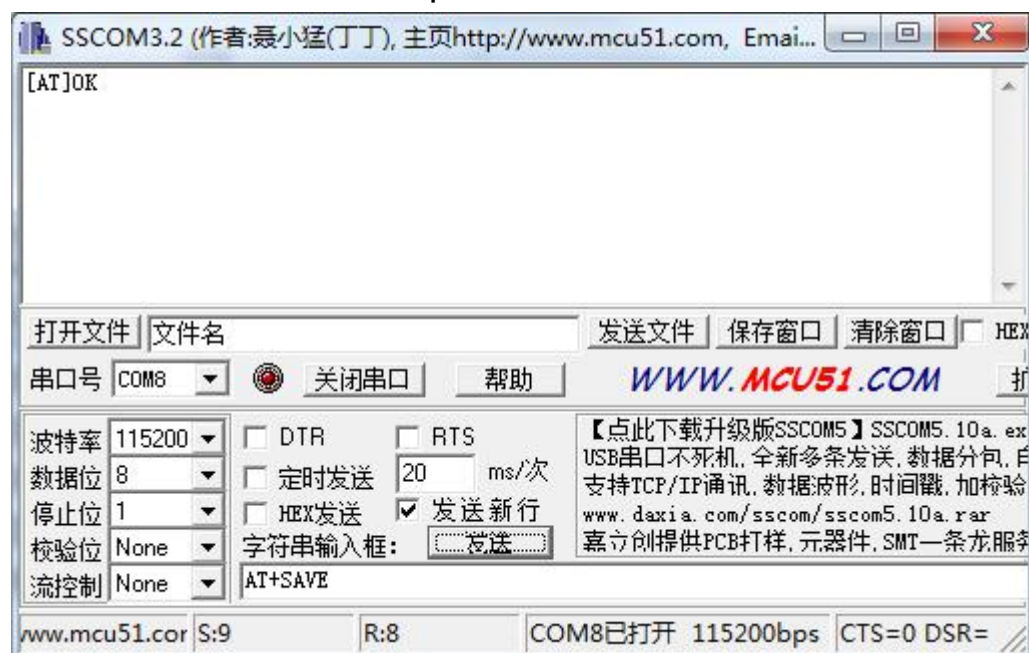 SSCOM3.2 (作者:聂小猛(丁丁), 主页http://www.mcu51.com, Emai...
[AT]OK
打开文件 文件名 发送文件 保存窗口 清除窗口 HEX
串口号 COM8 关闭串口 帮助 WWW.MCU51.COM 扩
波特率 115200 DTR RTS
数据位 8 定时发送 20 ms/次
停止位 1 HEX发送 发送新行
校验位 None 字符串输入框: 发送
流控制 None AT+SAVE
【点此下载升级版SSCOM5】SSCOM5.10a.ex
USB串口不死机,全新多条发送,数据分包,自
支持TCP/IP通讯,数据波形,时间戳,加校验
www.daxia.com/sscom/sscom5.10a.rar
嘉立创提供PCB打样,元器件,SMT一条龙服务
www.mcu51.cor S:9 R:8 COM8已打开 115200bps CTS=0 DSR=